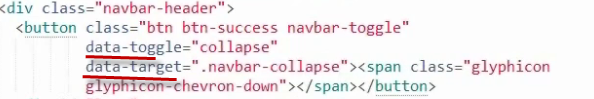 <div class="navbar-header">
<button class="btn btn-success navbar-toggle"
data-toggle="collapse"
data-target=".navbar-collapse"><span class="glyphicon
glyphicon-chevron-down"></span></button>